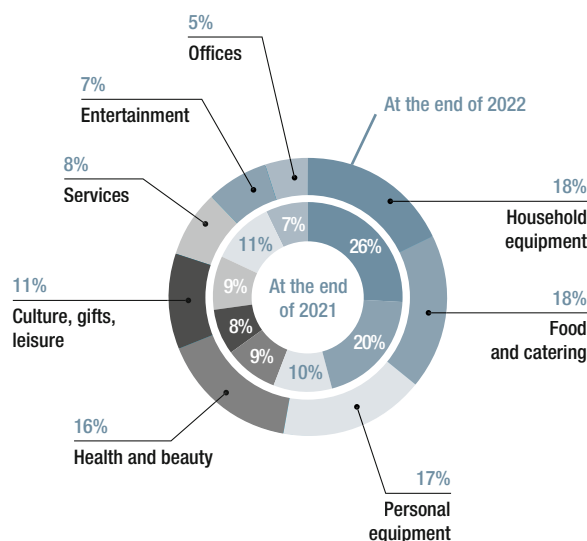 5%
Offices
7%
Entertainment
At the end of 2022
8%
Services
18%
Household
equipment
11%
Culture, gifts,
leisure
18%
Food
and catering
16%
Health and beauty
17%
Personal
equipment
7%
11%
26%
9%
At the end
of 2021
8%
20%
9%
10%